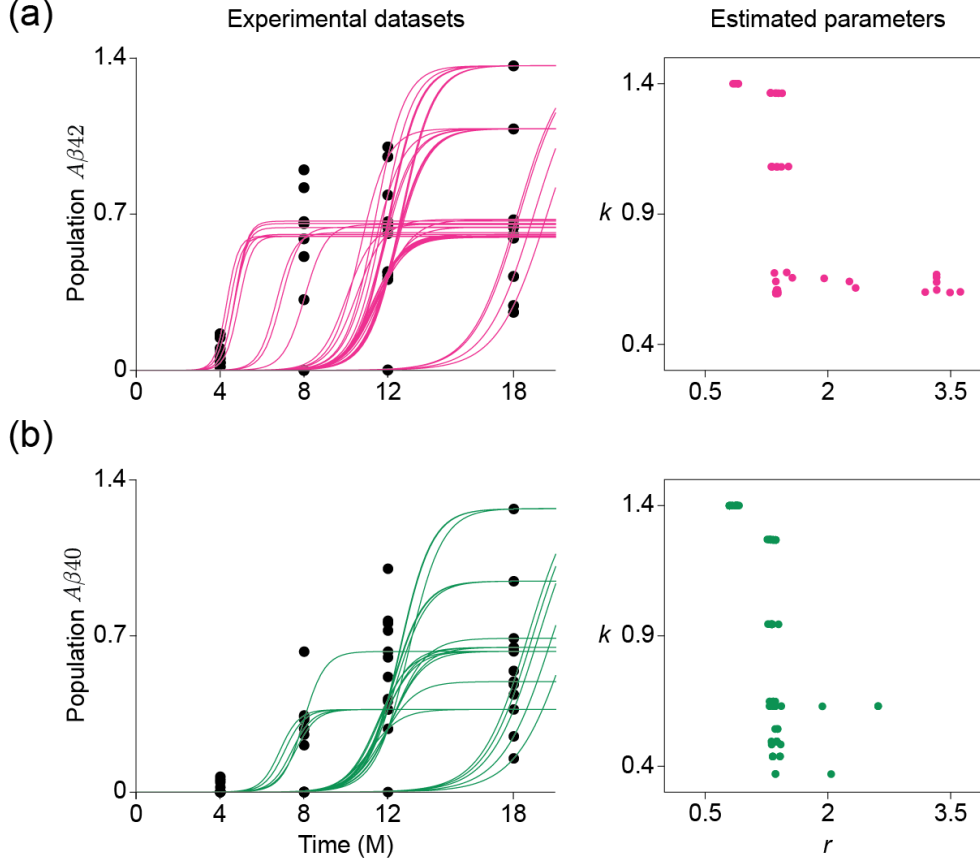 (a)
Experimental datasets
Estimated parameters
Population Aβ42
1.4
0.7
0
0
4
8
12
18
k
1.4
0.9
0.4
0.5
2
3.5
(b)
Population Aβ40
1.4
0.7
0
0
4
8
12
18
Time (M)
k
1.4
0.9
0.4
0.5
2
3.5
r